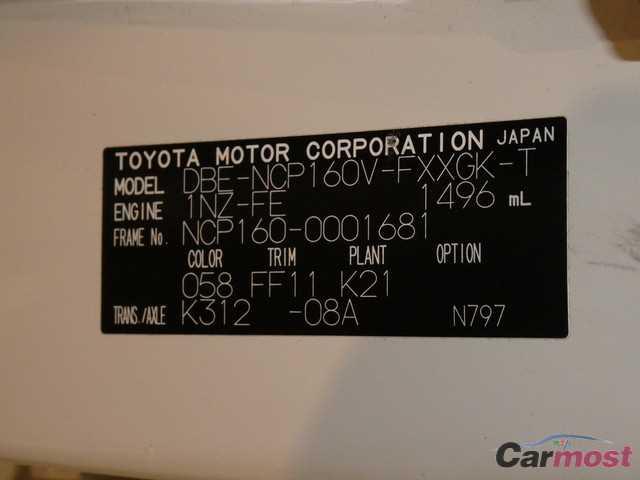 TOYOTA MOTOR CORPORATION JAPAN
MODEL DBE-NCP160V-FXXGK-T
ENGINE 1NZ-FE 1496 mL
FRAME No. NCP160-0001681
COLOR TRIM PLANT OPTION
058 FF11 K21
TRANS./AXLE K312 -08A N797
Carmost